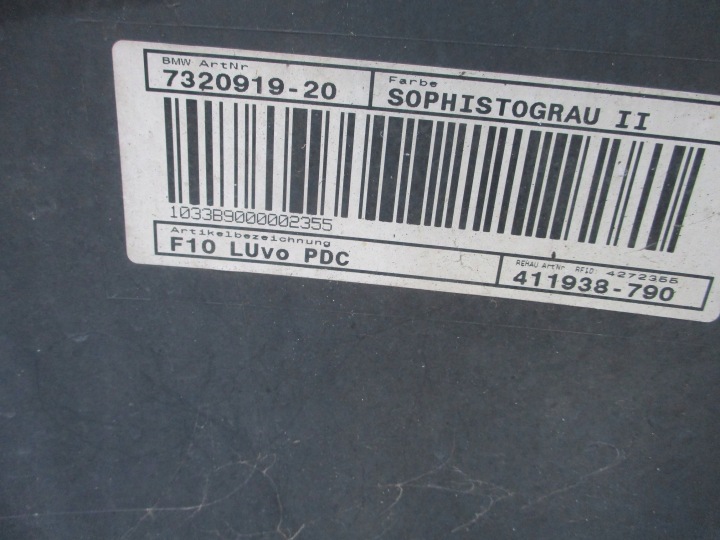 BMW ArtNr
7320919-20
Farbe
SOPHISTOGRAU II
1033B9000002355
Artikelbezeichnung
F10 LUvo PDC
REHAU ArtNr RFID 4272355
411938-790